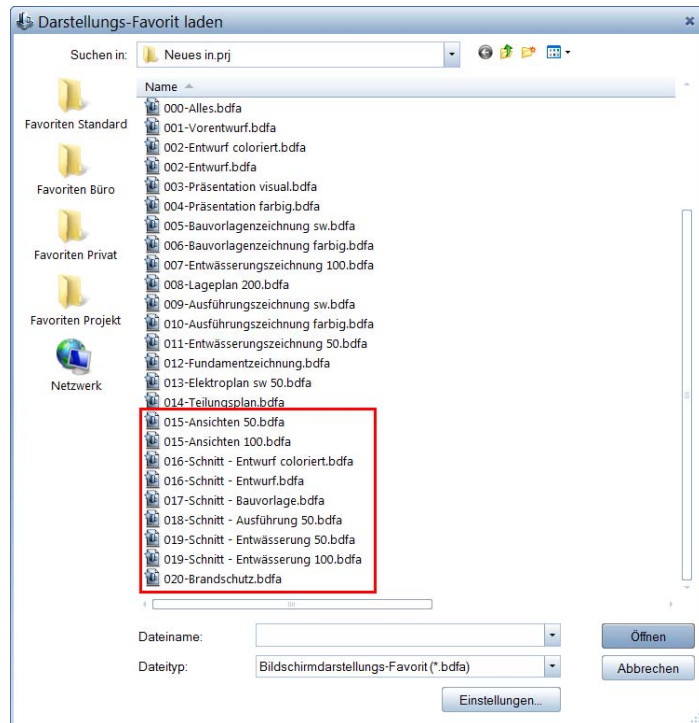 Darstellungs-Favorit laden
Suchen in:
Neues in.prj
Favoriten Standard
Favoriten Büro
Favoriten Privat
Favoriten Projekt
Netzwerk
Name
000-Alles.bdfa
001-Vorentwurf.bdfa
002-Entwurf coloriert.bdfa
002-Entwurf.bdfa
003-Präsentation visual.bdfa
004-Präsentation farbig.bdfa
005-Bauvorlagenzeichnung sw.bdfa
006-Bauvorlagenzeichnung farbig.bdfa
007-Entwässerungszeichnung 100.bdfa
008-Lageplan 200.bdfa
009-Ausführungszeichnung sw.bdfa
010-Ausführungszeichnung farbig.bdfa
011-Entwässerungszeichnung 50.bdfa
012-Fundamentzeichnung.bdfa
013-Elektroplan sw 50.bdfa
014-Teilungsplan.bdfa
015-Ansichten 50.bdfa
015-Ansichten 100.bdfa
016-Schnitt - Entwurf coloriert.bdfa
016-Schnitt - Entwurf.bdfa
017-Schnitt - Bauvorlage.bdfa
018-Schnitt - Ausführung 50.bdfa
019-Schnitt - Entwässerung 50.bdfa
019-Schnitt - Entwässerung 100.bdfa
020-Brandschutz.bdfa
Dateiname:
Öffnen
Dateityp:
Bildschirmdarstellungs-Favorit (*.bdfa)
Abbrechen
Einstellungen...